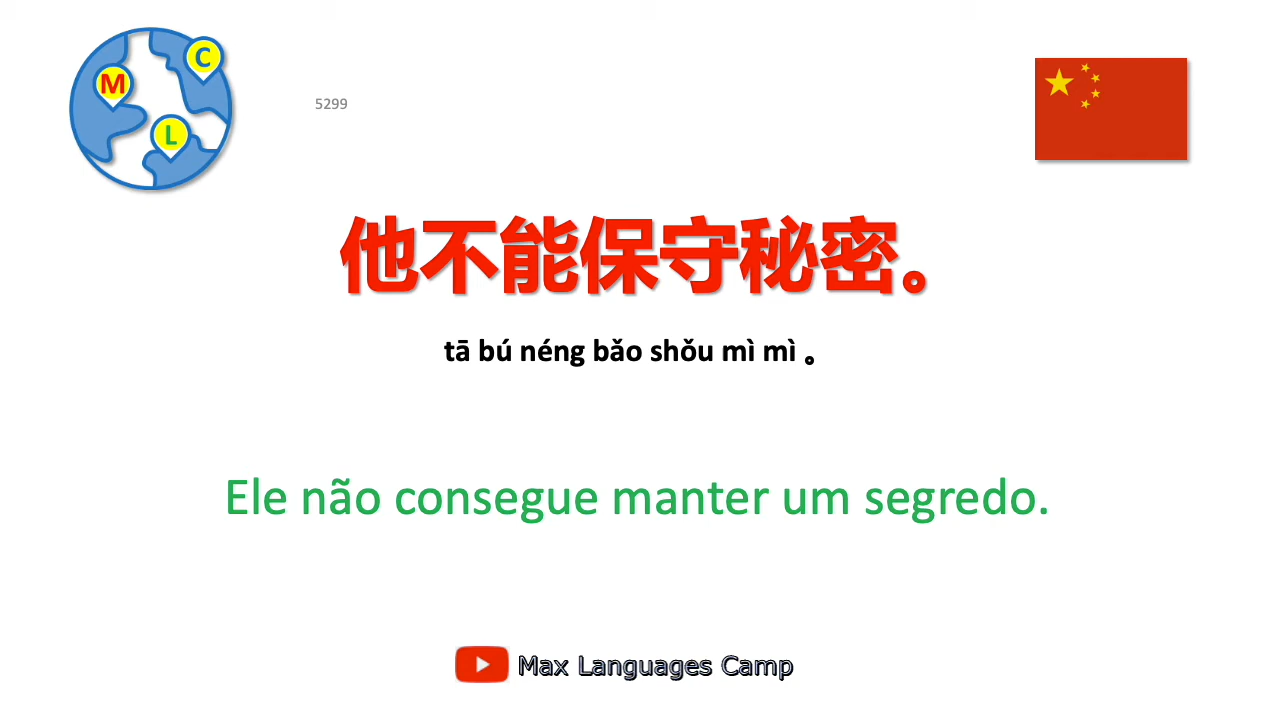 M
C
L
5299
他不能保守秘密。
tā bú néng bǎo shǒu mì mì 。
Ele não consegue manter um segredo.
Max Languages Camp